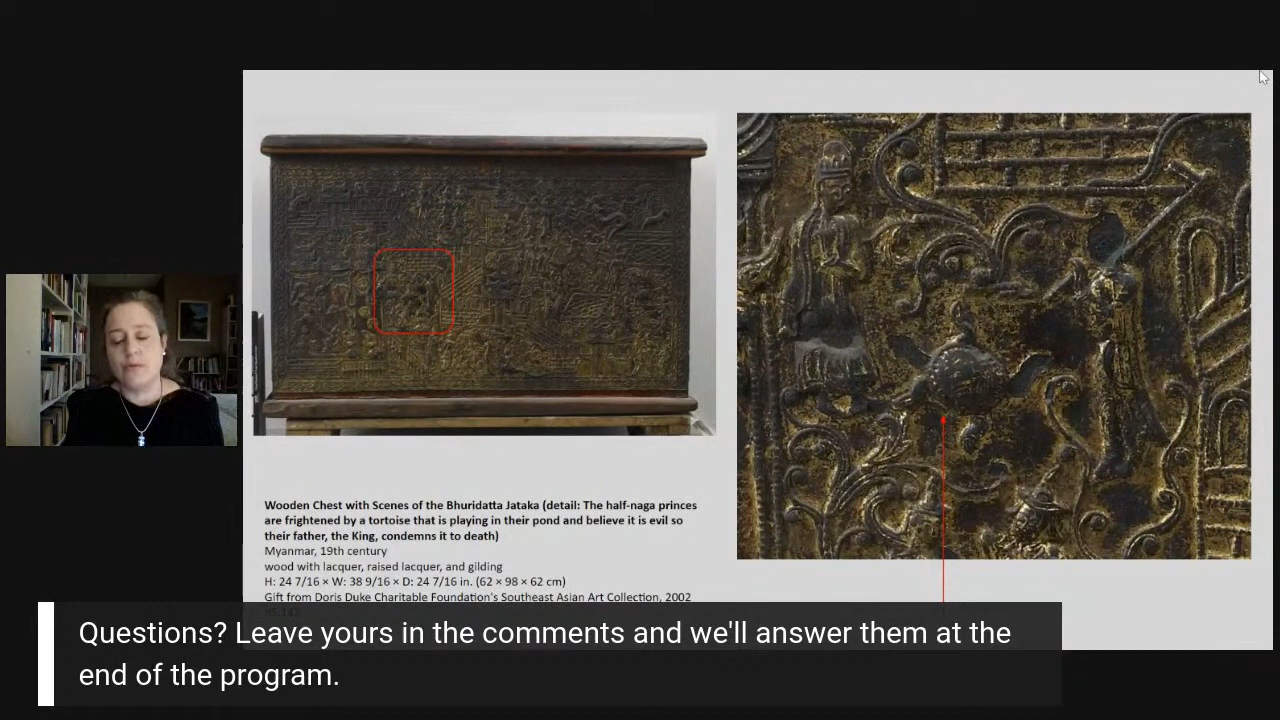 Wooden Chest with Scenes of the Bhuridatta Jataka (detail: The half-naga princes
are frightened by a tortoise that is playing in their pond and believe it is evil so
their father, the King, condemns it to death)
Myanmar, 19th century
wood with lacquer, raised lacquer, and gilding
H: 24 7/16 × W: 38 9/16 × D: 24 7/16 in. (62 × 98 × 62 cm)
Gift from Doris Duke Charitable Foundation's Southeast Asian Art Collection, 2002
Questions? Leave yours in the comments and we'll answer them at the
end of the program.